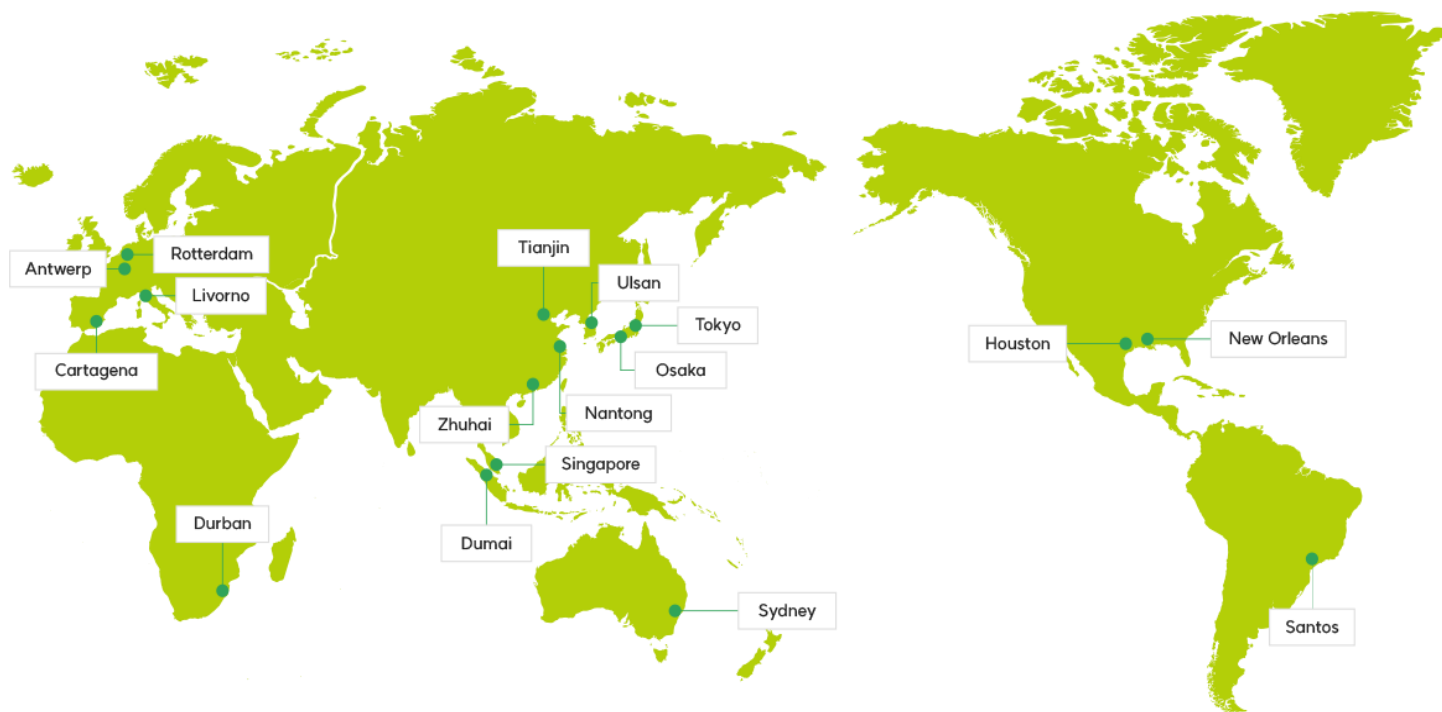 Rotterdam
Antwerp
Livorno
Cartagena
Durban
Tianjin
Ulsan
Tokyo
Osaka
Nantong
Zhuhai
Singapore
Dumai
Sydney
Houston
New Orleans
Santos